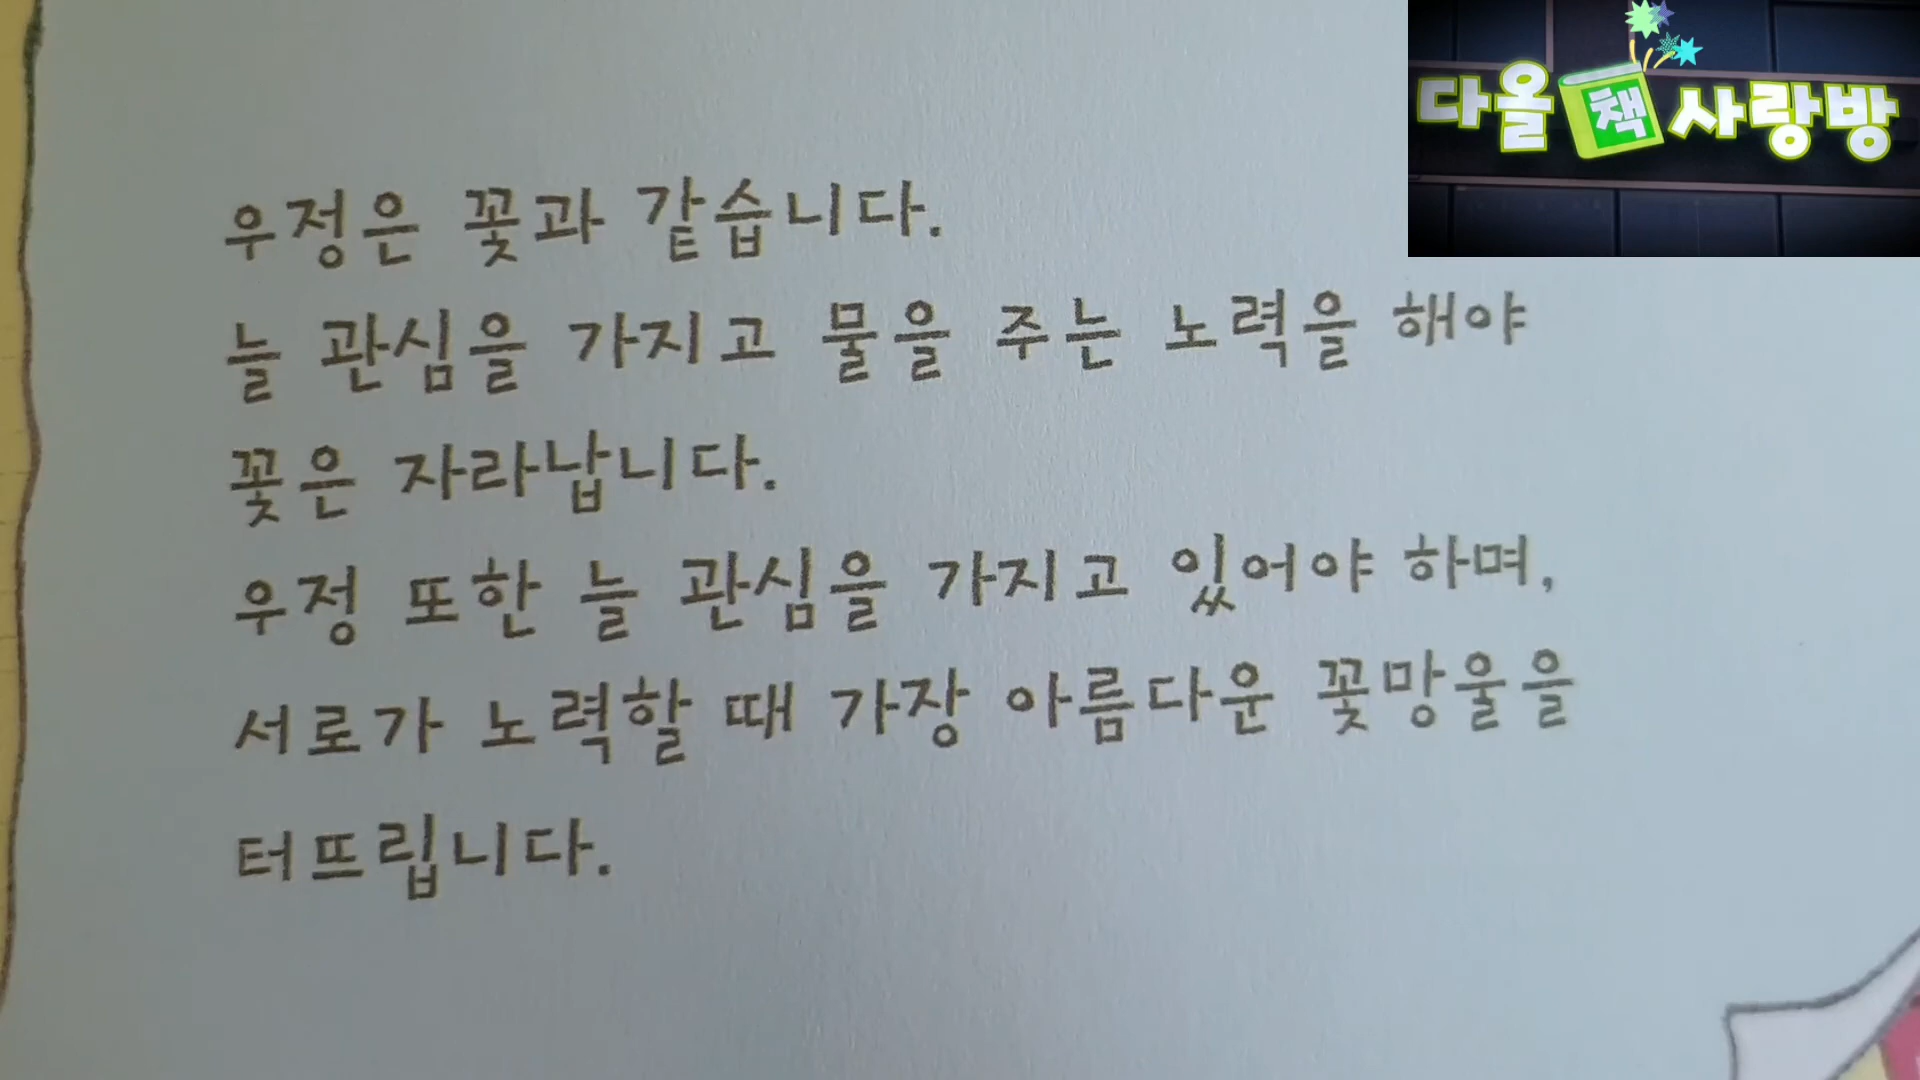 다올 책 사랑방
우정은 꽃과 같습니다.
늘 관심을 가지고 물을 주는 노력을 해야
꽃은 자라납니다.
우정 또한 늘 관심을 가지고 있어야 하며,
서로가 노력할 때 가장 아름다운 꽃망울을
터뜨립니다.